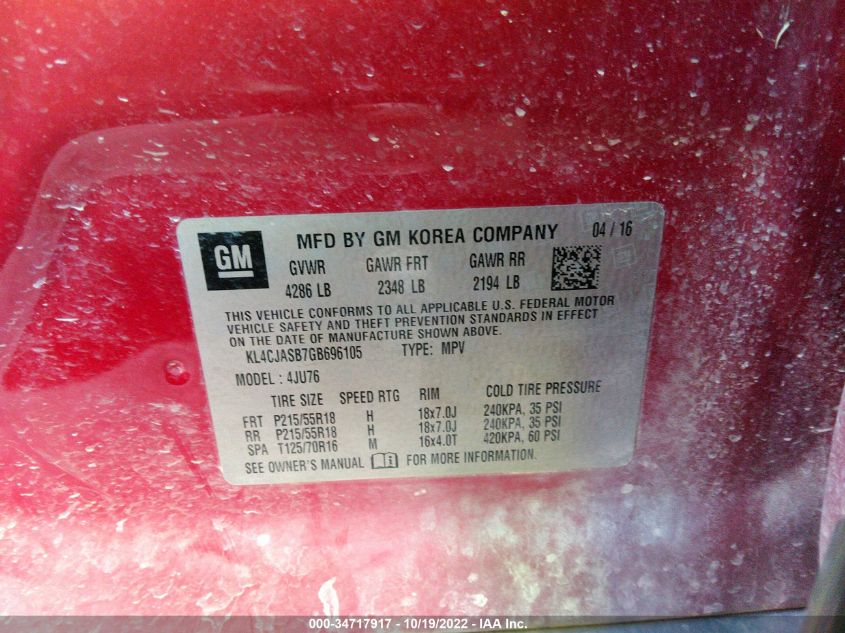 GM MFD BY GM KOREA COMPANY 04 / 16
GVWR GAWR FRT GAWR RR
4286 LB 2348 LB 2194 LB
THIS VEHICLE CONFORMS TO ALL APPLICABLE U.S. FEDERAL MOTOR
VEHICLE SAFETY AND THEFT PREVENTION STANDARDS IN EFFECT
ON THE DATE OF MANUFACTURE SHOWN ABOVE.
KL4CJASB7GB696105 TYPE: MPV
MODEL : 4JU76
TIRE SIZE SPEED RTG RIM COLD TIRE PRESSURE
FRT P215/55R18 H 18x7.0J 240KPA, 35 PSI
RR P215/55R18 H 18x7.0J 240KPA, 35 PSI
SPA T125/70R16 M 16x4.0T 420KPA, 60 PSI
SEE OWNER'S MANUAL FOR MORE INFORMATION.
000-34717917 - 10/19/2022 - IAA Inc.